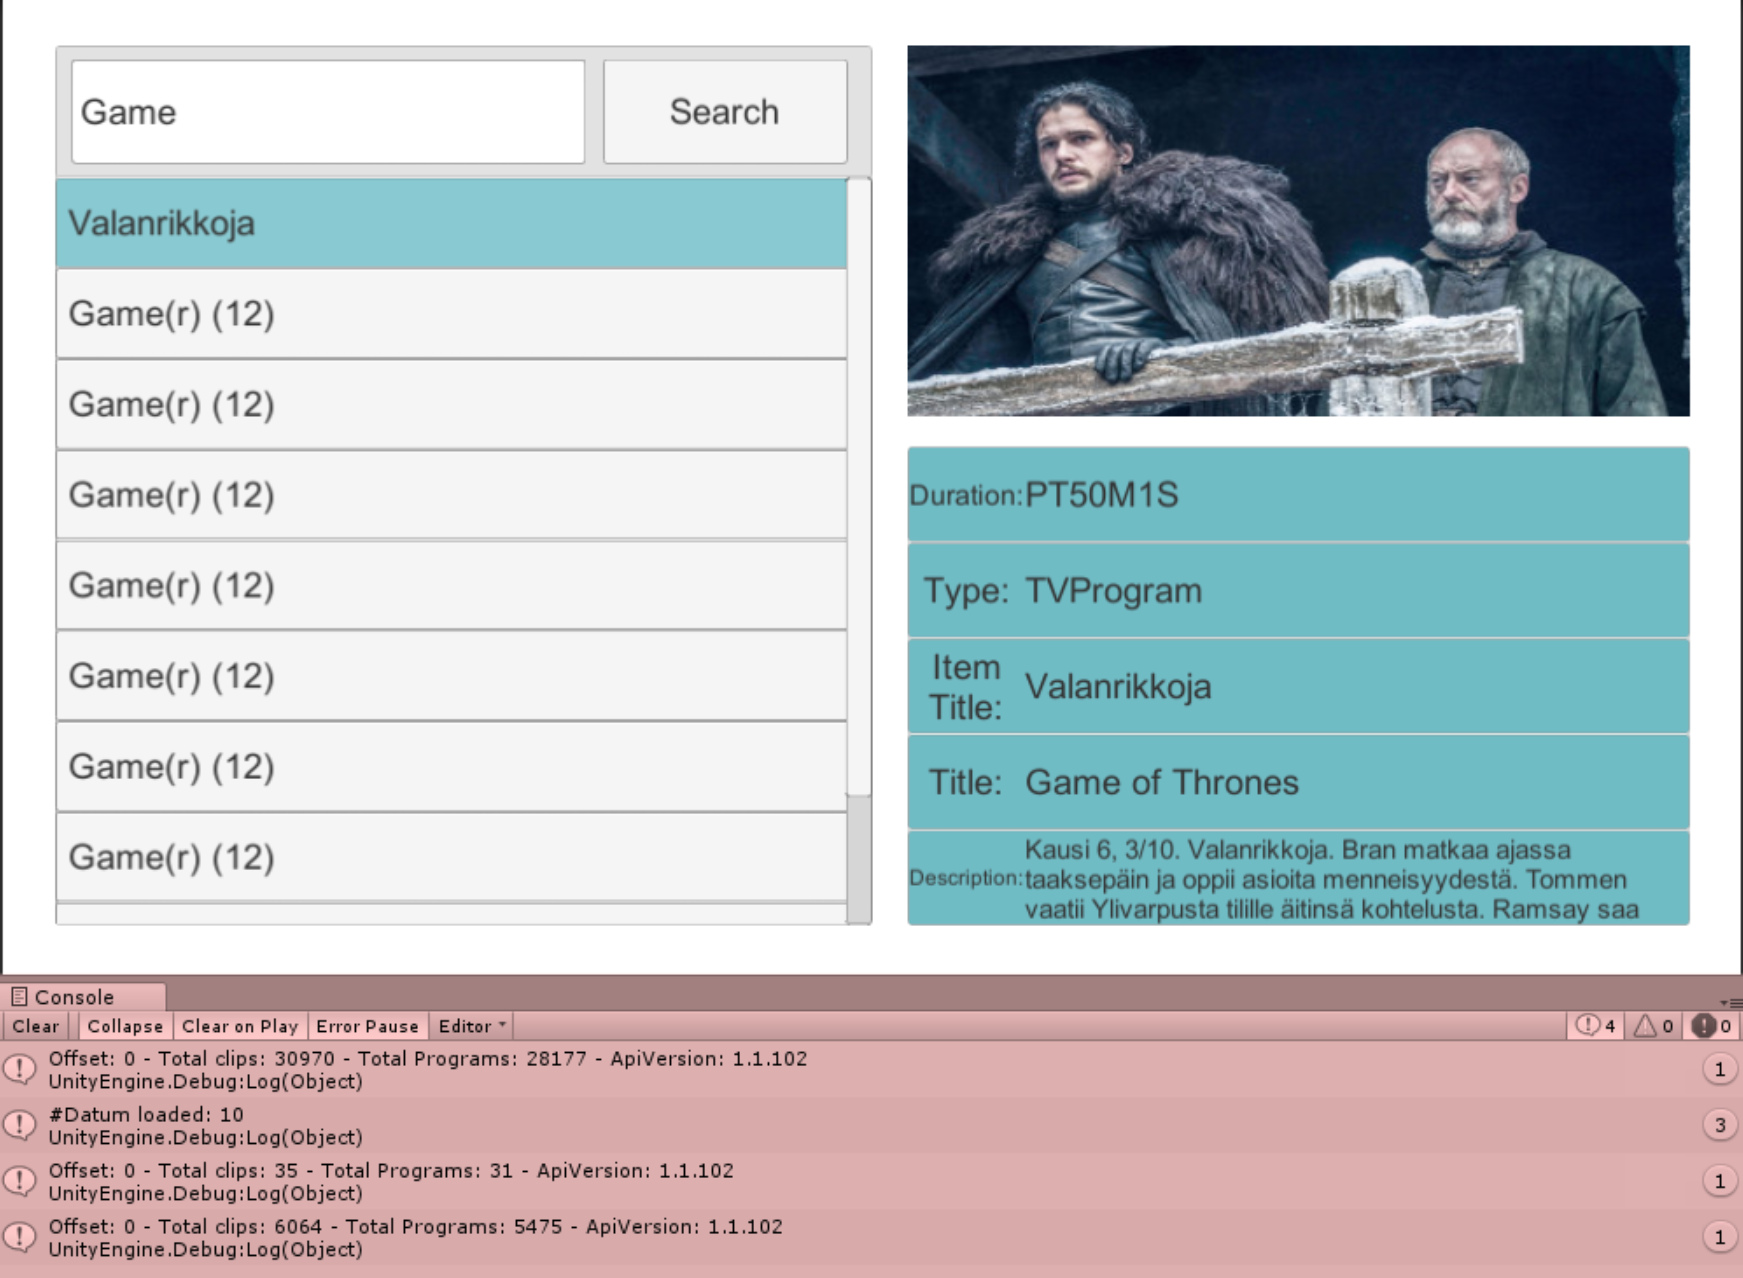 Game
Search
Valanrikkoja
Game(r) (12)
Game(r) (12)
Game(r) (12)
Game(r) (12)
Game(r) (12)
Game(r) (12)
Game(r) (12)
Duration: PT50M1S
Type: TVProgram
Item
Title: Valanrikkoja
Title: Game of Thrones
Description: Kausi 6, 3/10. Valanrikkoja. Bran matkaa ajassa
taaksepäin ja oppii asioita menneisyydestä. Tommen
vaatii Ylivarpusta tilille äitinsä kohtelusta. Ramsay saa
Console
Clear Collapse Clear on Play Error Pause Editor 4 0 0
Offset: 0 - Total clips: 30970 - Total Programs: 28177 - ApiVersion: 1.1.102
UnityEngine.Debug:Log(Object)
1
#Datum loaded: 10
UnityEngine.Debug:Log(Object)
3
Offset: 0 - Total clips: 35 - Total Programs: 31 - ApiVersion: 1.1.102
UnityEngine.Debug:Log(Object)
1
Offset: 0 - Total clips: 6064 - Total Programs: 5475 - ApiVersion: 1.1.102
UnityEngine.Debug:Log(Object)
1